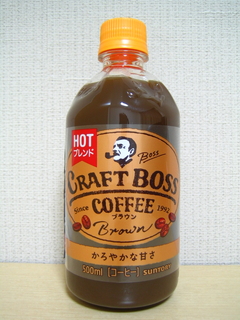 HOT
ブレンド
Boss
CRAFT BOSS
Since 1992
COFFEE
ブラウン
Brown
かろやかな甘さ
500ml [コーヒー] SUNTORY